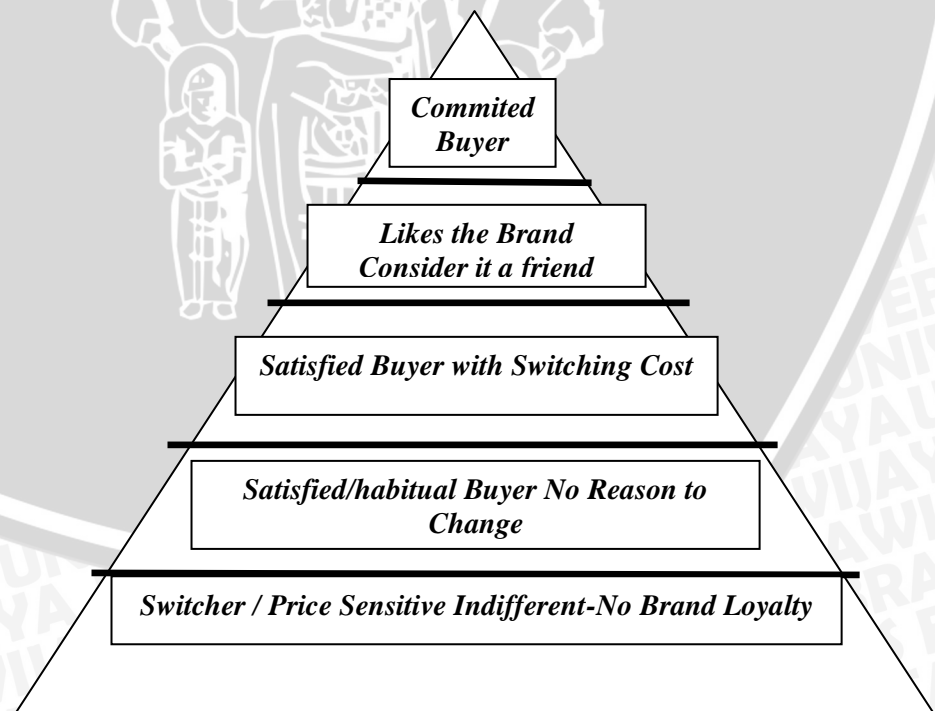 Commited
Buyer
Likes the Brand
Consider it a friend
Satisfied Buyer with Switching Cost
Satisfied/habitual Buyer No Reason to
Change
Switcher / Price Sensitive Indifferent-No Brand Loyalty